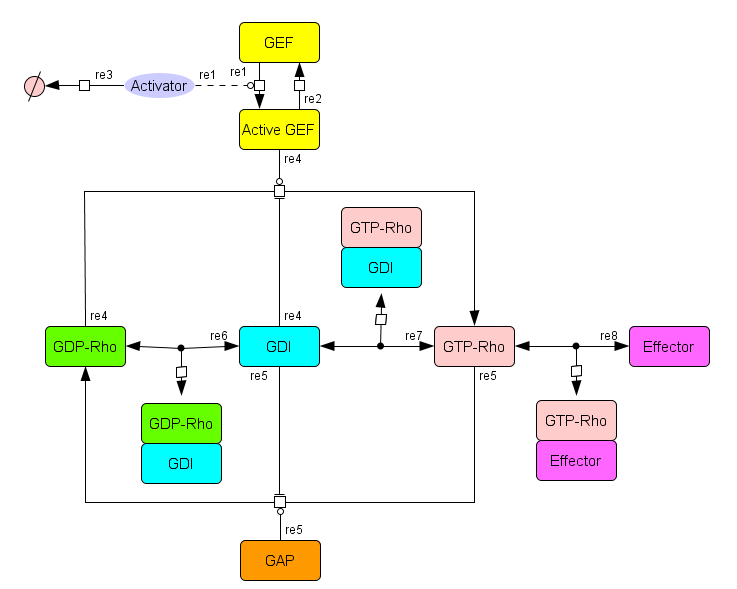 GEF
re3
Activator
re1
re1
re2
Active GEF
re4
GTP-Rho
GDI
re4
re4
GDP-Rho
re6
GDI
re7
GTP-Rho
re8
Effector
re5
re5
GDP-Rho
GDI
GTP-Rho
Effector
re5
GAP